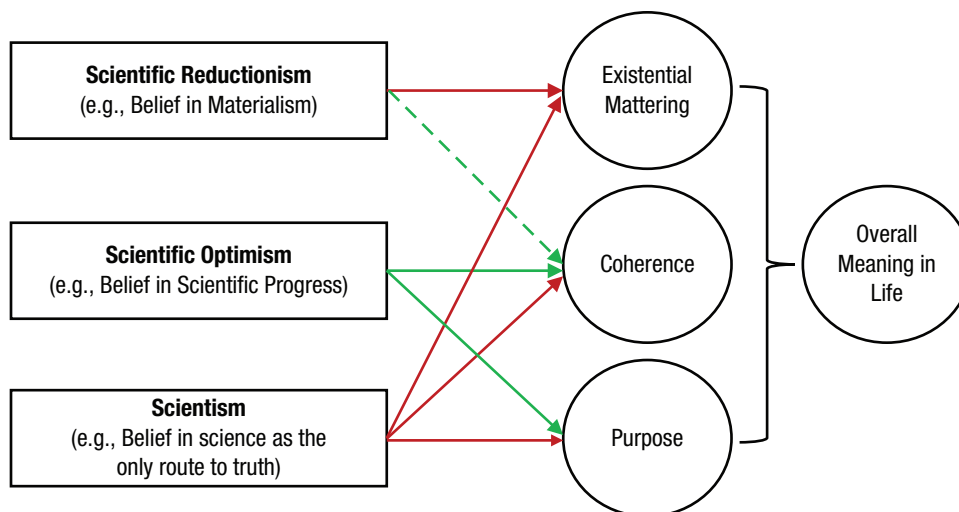 Scientific Reductionism
(e.g., Belief in Materialism)
Scientific Optimism
(e.g., Belief in Scientific Progress)
Scientism
(e.g., Belief in science as the
only route to truth)
Existential
Mattering
Coherence
Purpose
Overall
Meaning in
Life